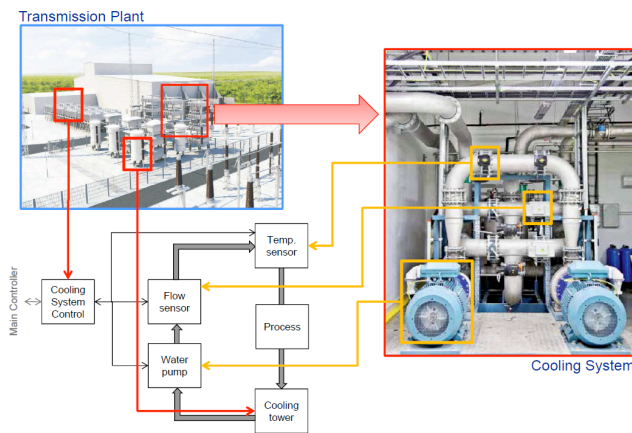 Transmission Plant
Temp.
sensor
Main Controller
Cooling
System
Control
Flow
sensor
Process
Water
pump
Cooling System
Cooling
tower